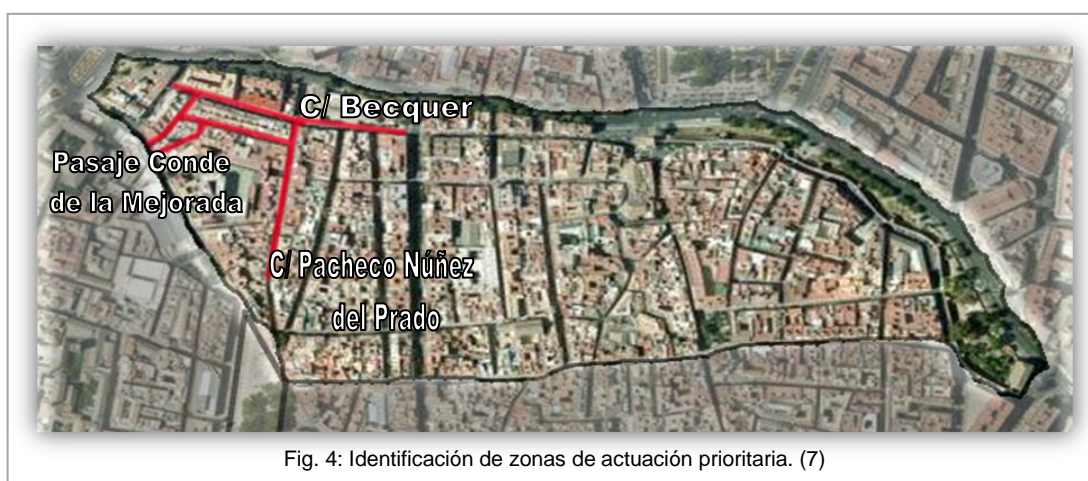 C/ Becquer
Pasaje Conde
de la Mejorada
C/ Pacheco Núñez
del Prado
Fig. 4: Identificación de zonas de actuación prioritaria. (7)